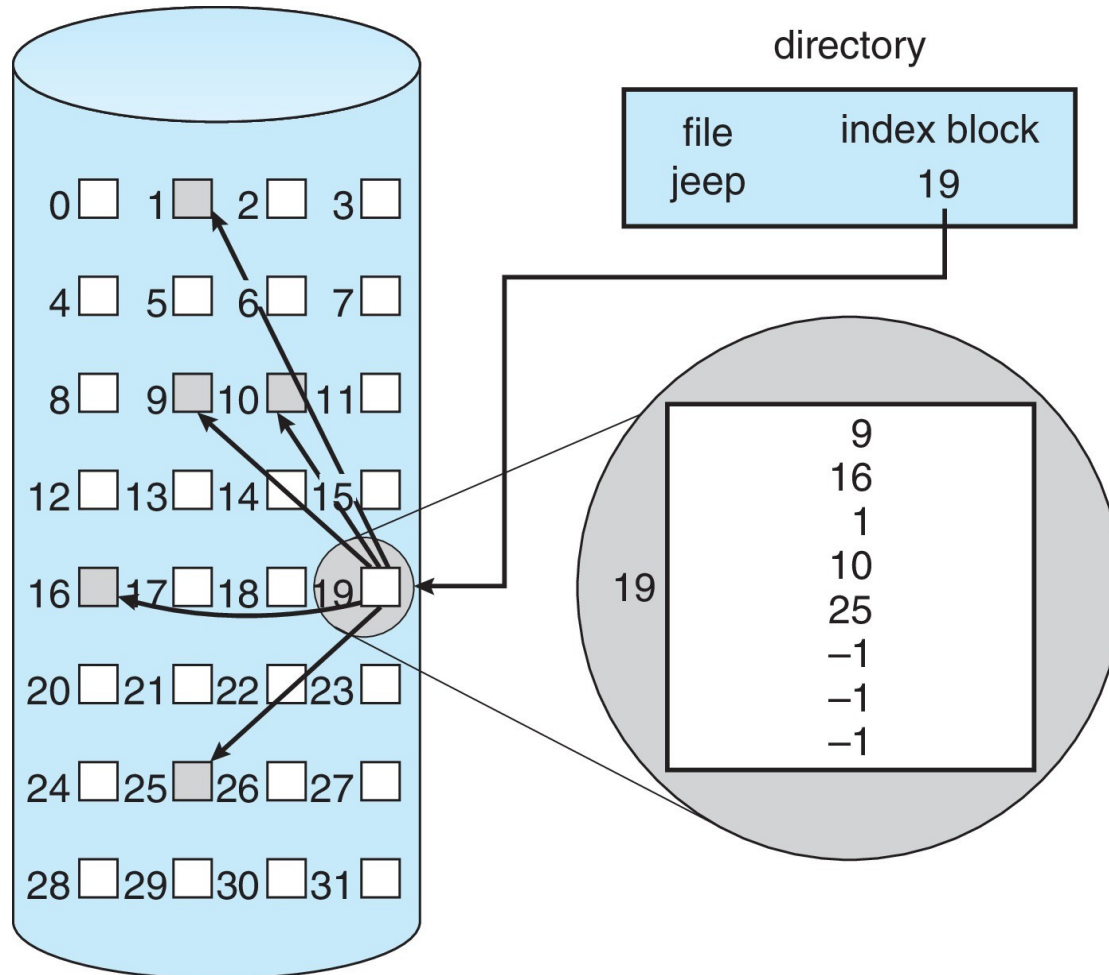 directory
file index block
jeep 19
0 1 2 3
4 5 6 7
8 9 10 11
12 13 14 15
16 17 18 19
20 21 22 23
24 25 26 27
28 29 30 31
19
9
16
1
10
25
–1
–1
–1